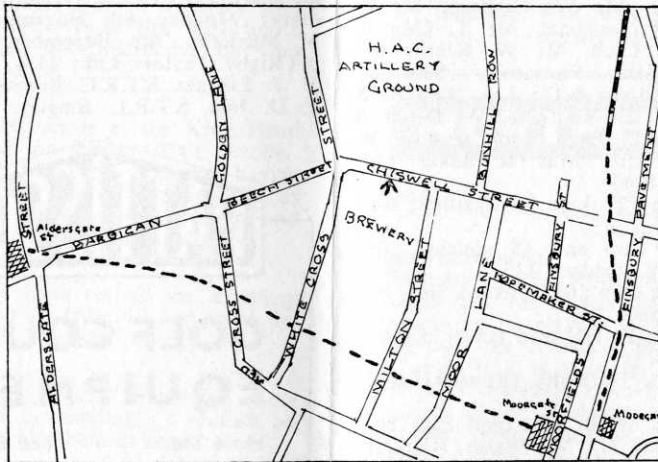 H.A.C.
ARTILLERY
GROUND
GOLDEN LANE
WHITE CROSS STREET
BUNHILL ROW
FINSBURY PAVEMENT
CHISWELL STREET
BEECH STREET
BARBICAN
Aldersgate
St
ALDERSGATE STREET
BREWERY
FINSBURY ST
RED CROSS STREET
MILTON STREET
MOOR LANE
ROPEMAKER ST
MOORFIELDS
Moorgate
St
Moorgate